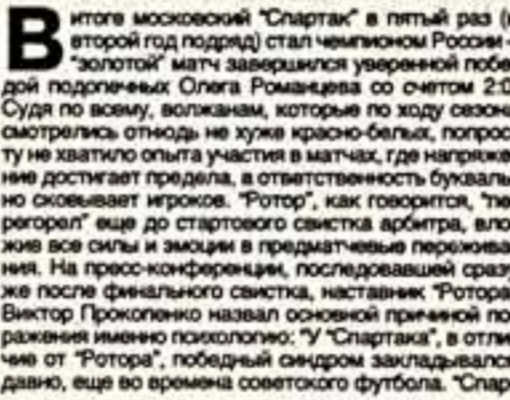 В итоге московский "Спартак" в пятый раз (
второй год подряд) стал чемпионом России -
"золотой" матч завершился уверенной побе-
дой подопечных Олега Романцева со счетом 2:0
Судя по всему, волжанам, которые по ходу сезона
смотрелись отнюдь не хуже красно-белых, попрос-
ту не хватило опыта участия в матчах, где напряже-
ние достигает предела, а ответственность букваль-
но сковывает игроков. "Ротор", как говорится, "пе-
регорел" еще до стартового свистка арбитра, вло-
жив все силы и эмоции в предматчевые пережива-
ния. На пресс-конференции, последовавшей сразу
же после финального свистка, наставник "Ротора
Виктор Прокопенко назвал основной причиной по-
ражения именно психологию: "У "Спартака", в отли-
чие от "Ротора", победный синдром закладывался
давно, еще во времена советского футбола. "Спар-